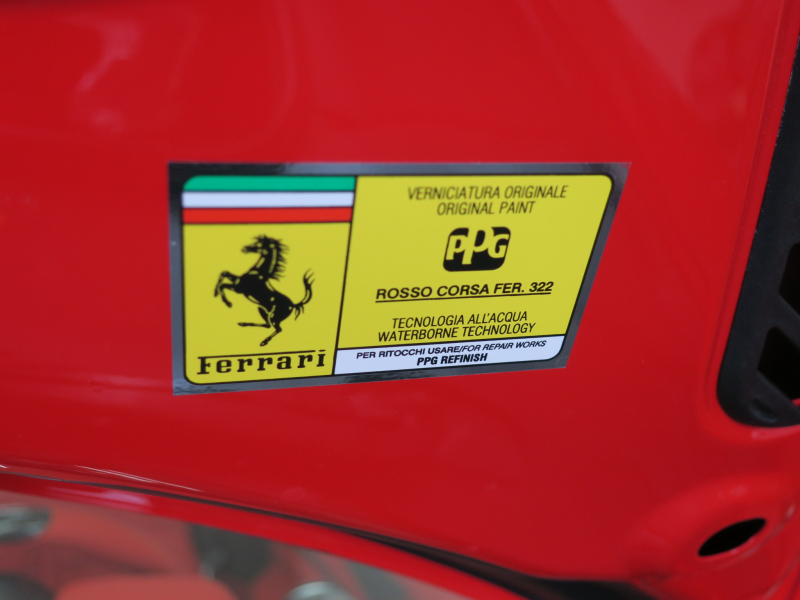 VERNICIATURA ORIGINALE
ORIGINAL PAINT
PPG
ROSSO CORSA FER. 322
TECNOLOGIA ALL'ACQUA
WATERBORNE TECHNOLOGY
Ferrari
PER RITOCCHI USARE/FOR REPAIR WORKS
PPG REFINISH